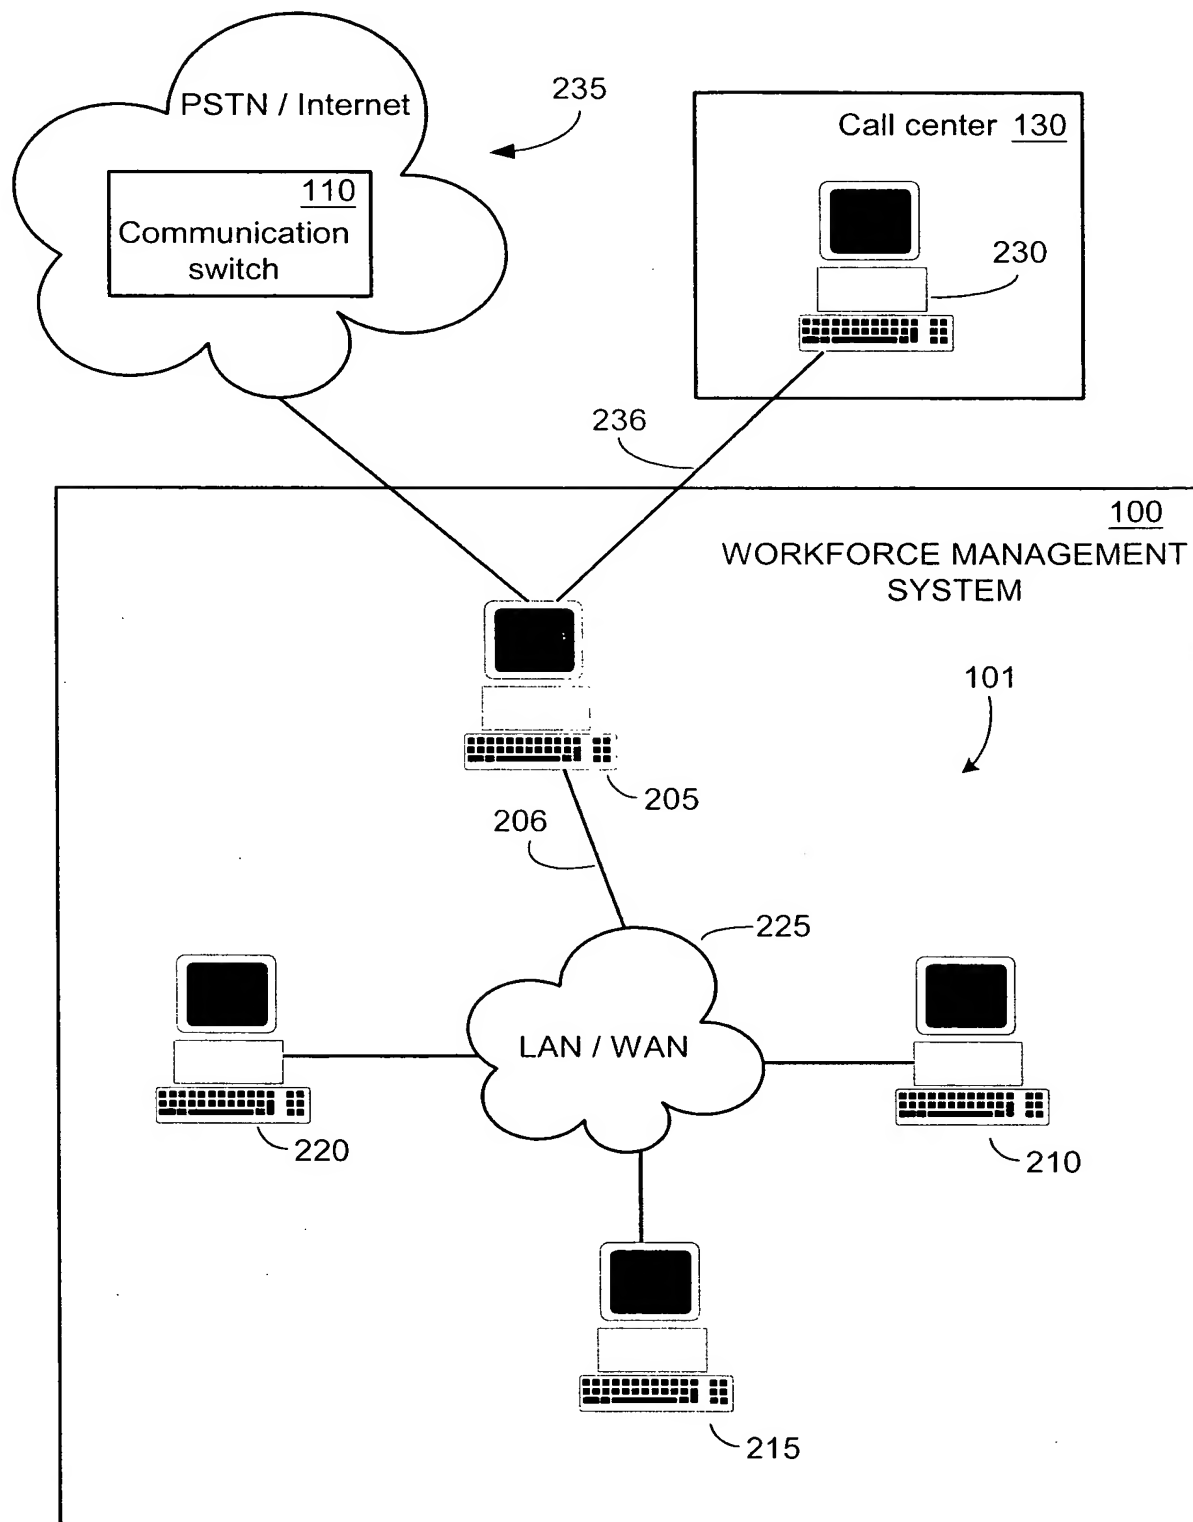 PSTN / Internet
235
110
Communication
switch
Call center 130
230
236
100
WORKFORCE MANAGEMENT
SYSTEM
101
205
206
225
LAN / WAN
220
210
215